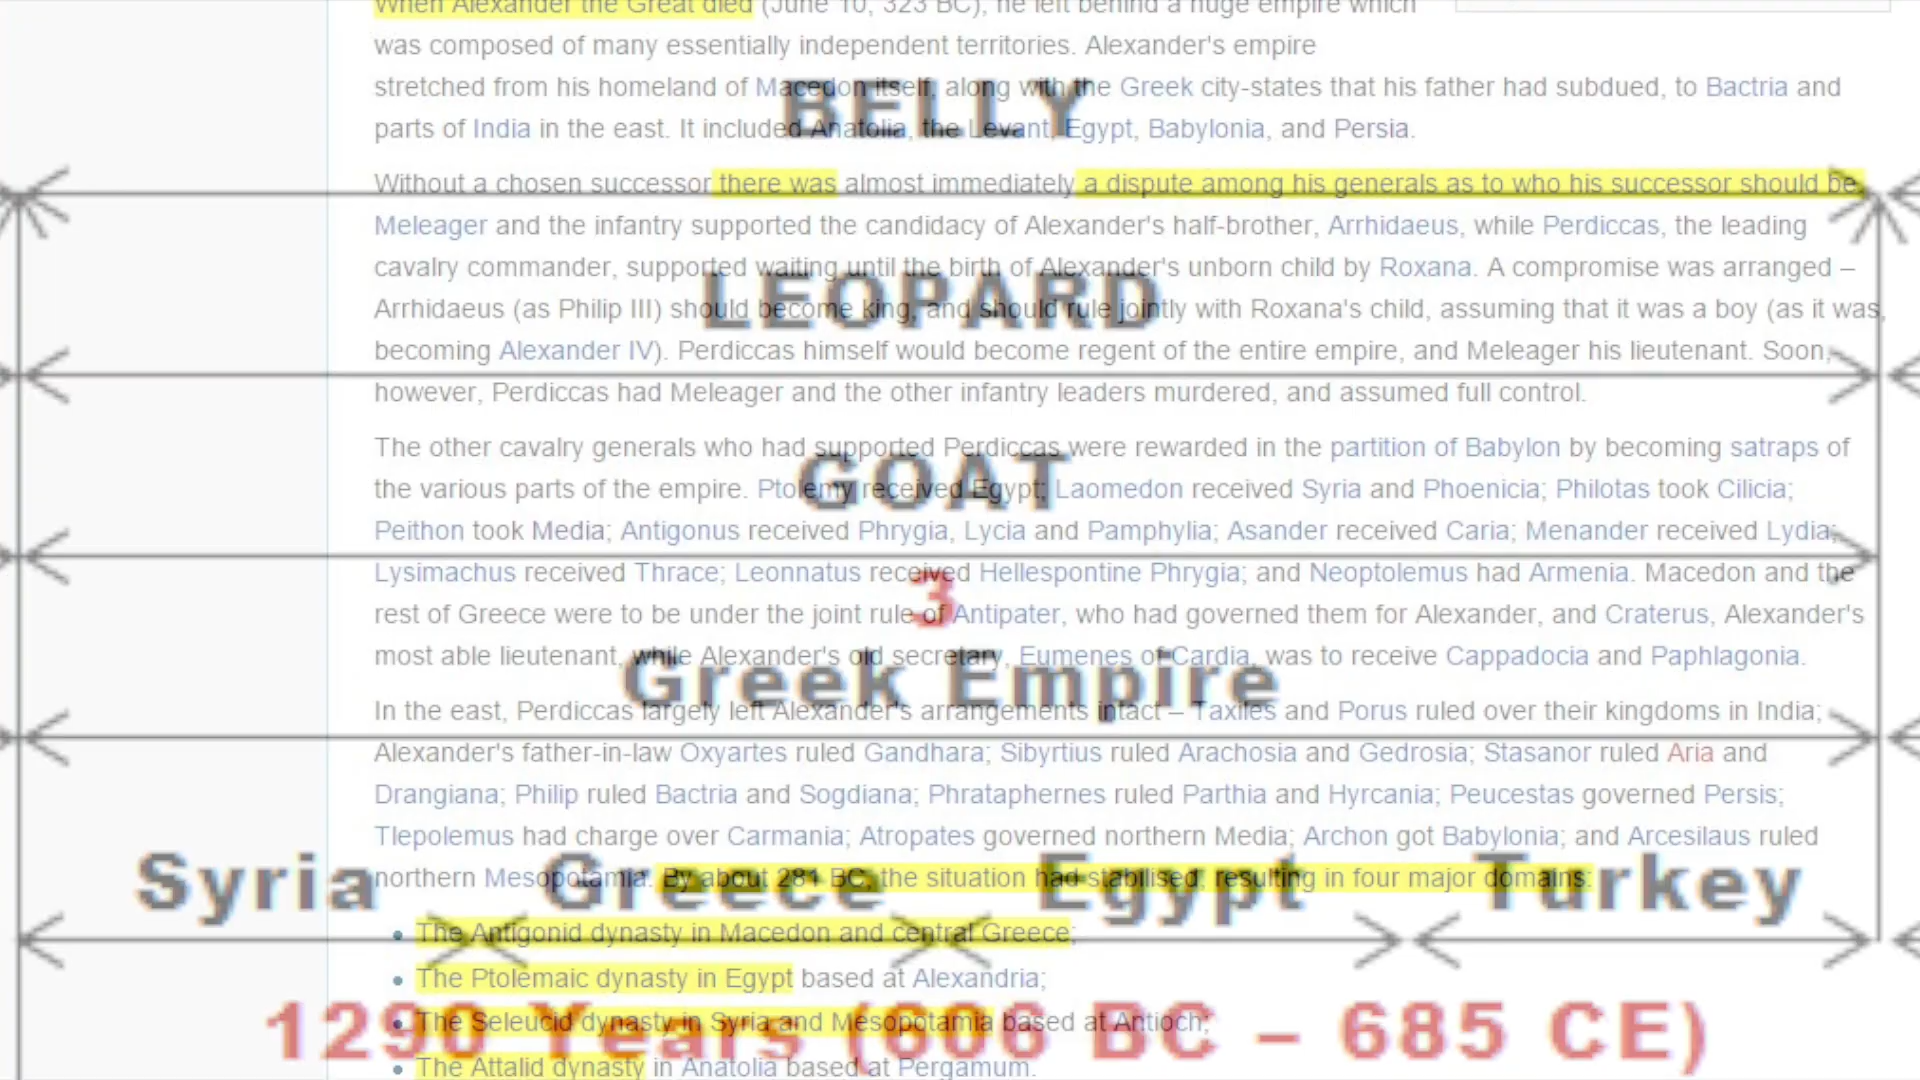 When Alexander the Great died (June 10, 323 BC), he left behind a huge empire which
was composed of many essentially independent territories. Alexander's empire
stretched from his homeland of Macedon itself, along with the Greek city-states that his father had subdued, to Bactria and
parts of India in the east. It included Anatolia, the Levant, Egypt, Babylonia, and Persia.
BELLY
Without a chosen successor there was almost immediately a dispute among his generals as to who his successor should be.
Meleager and the infantry supported the candidacy of Alexander's half-brother, Arrhidaeus, while Perdiccas, the leading
cavalry commander, supported waiting until the birth of Alexander's unborn child by Roxana. A compromise was arranged –
Arrhidaeus (as Philip III) should become king, and should rule jointly with Roxana's child, assuming that it was a boy (as it was,
LEOPARD
becoming Alexander IV). Perdiccas himself would become regent of the entire empire, and Meleager his lieutenant. Soon,
however, Perdiccas had Meleager and the other infantry leaders murdered, and assumed full control.
The other cavalry generals who had supported Perdiccas were rewarded in the partition of Babylon by becoming satraps of
the various parts of the empire. Ptolemy received Egypt; Laomedon received Syria and Phoenicia; Philotas took Cilicia;
GOAT
Peithon took Media; Antigonus received Phrygia, Lycia and Pamphylia; Asander received Caria; Menander received Lydia;
Lysimachus received Thrace; Leonnatus received Hellespontine Phrygia; and Neoptolemus had Armenia. Macedon and the
3
rest of Greece were to be under the joint rule of Antipater, who had governed them for Alexander, and Craterus, Alexander's
most able lieutenant, while Alexander's old secretary, Eumenes of Cardia, was to receive Cappadocia and Paphlagonia.
Greek Empire
In the east, Perdiccas largely left Alexander's arrangements intact – Taxiles and Porus ruled over their kingdoms in India;
Alexander's father-in-law Oxyartes ruled Gandhara; Sibyrtius ruled Arachosia and Gedrosia; Stasanor ruled Aria and
Drangiana; Philip ruled Bactria and Sogdiana; Phrataphernes ruled Parthia and Hyrcania; Peucestas governed Persis;
Tlepolemus had charge over Carmania; Atropates governed northern Media; Archon got Babylonia; and Arcesilaus ruled
northern Mesopotamia. By about 281 BC, the situation had stabilised, resulting in four major domains:
Syria Greece Egypt Turkey
• The Antigonid dynasty in Macedon and central Greece;
• The Ptolemaic dynasty in Egypt based at Alexandria;
• The Seleucid dynasty in Syria and Mesopotamia based at Antioch;
1290 Years (606 BC – 685 CE)
• The Attalid dynasty in Anatolia based at Pergamum.